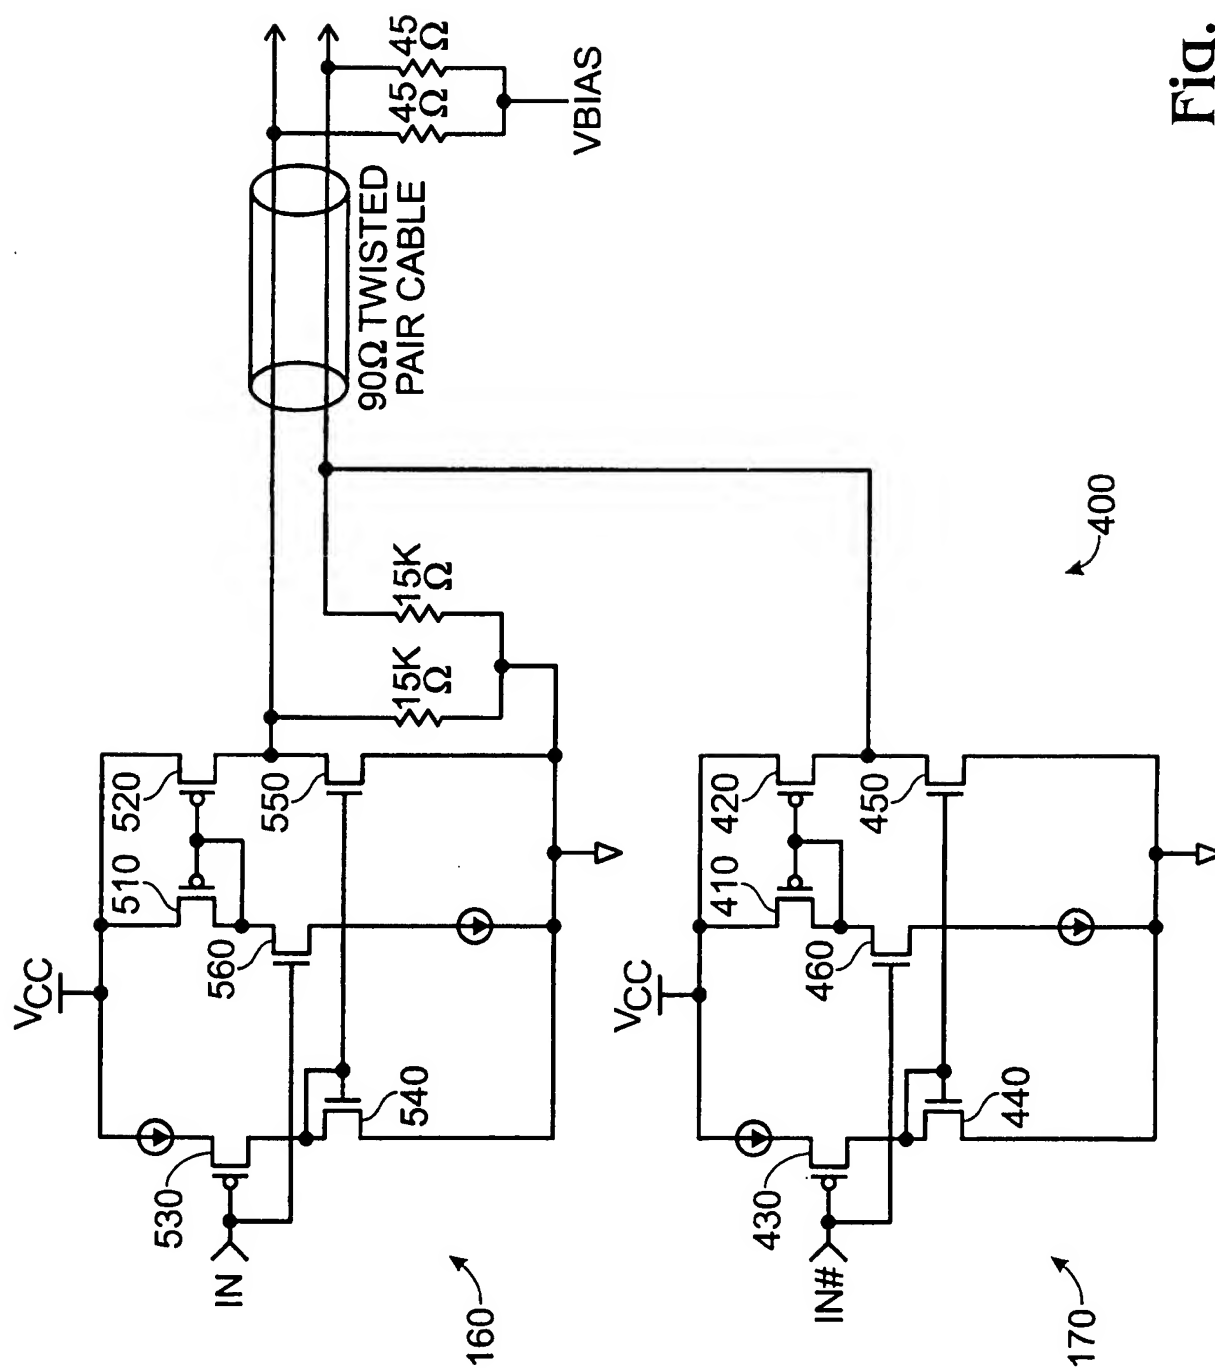 VCC
510
520
530
IN
560
540
550
160
15K
Ω
15K
Ω
90Ω TWISTED
PAIR CABLE
45
Ω
45
Ω
VBIAS
VCC
410
420
430
IN#
460
440
450
170
400
Fig.